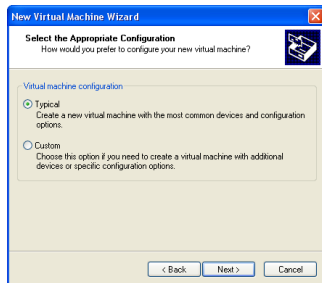 New Virtual Machine Wizard
Select the Appropriate Configuration
How would you prefer to configure your new virtual machine?
Virtual machine configuration
Typical
Create a new virtual machine with the most common devices and configuration
options.
Custom
Choose this option if you need to create a virtual machine with additional
devices or specific configuration options.
< Back Next > Cancel